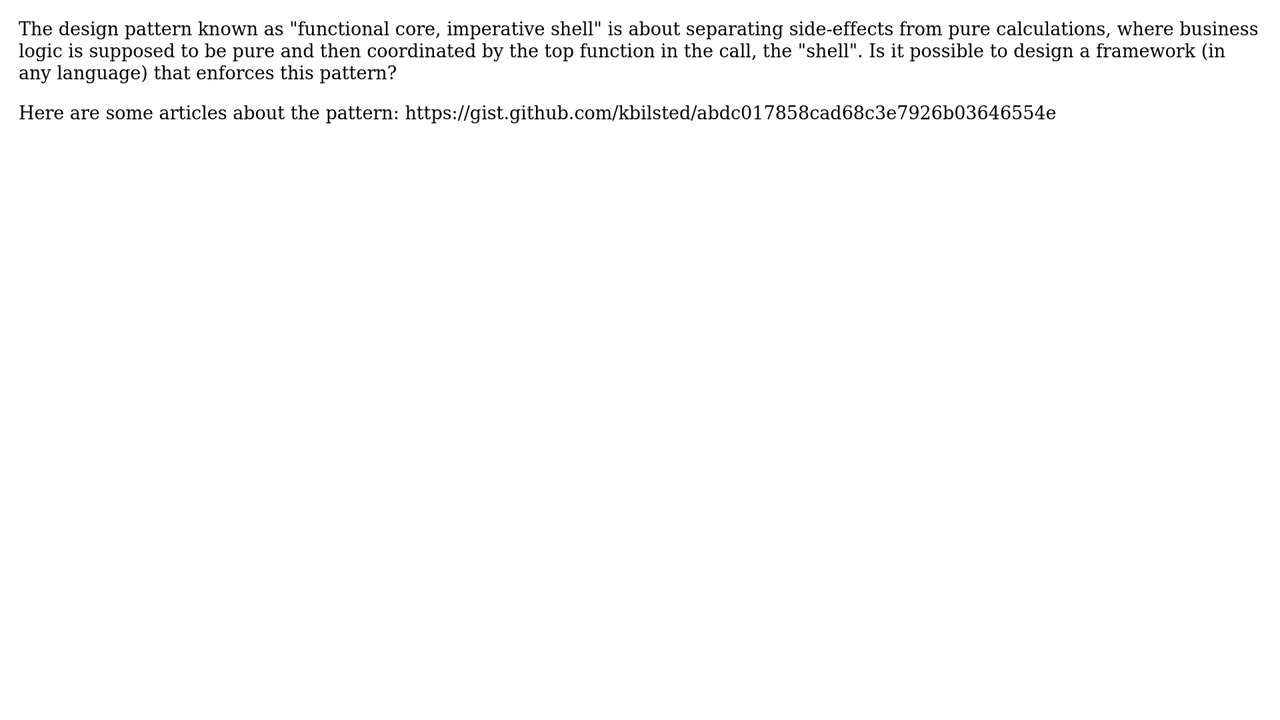 The design pattern known as "functional core, imperative shell" is about separating side-effects from pure calculations, where business
logic is supposed to be pure and then coordinated by the top function in the call, the "shell". Is it possible to design a framework (in
any language) that enforces this pattern?
Here are some articles about the pattern: https://gist.github.com/kbilsted/abdc017858cad68c3e7926b03646554e